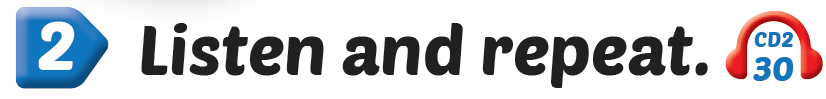 2 Listen and repeat. CD2
30